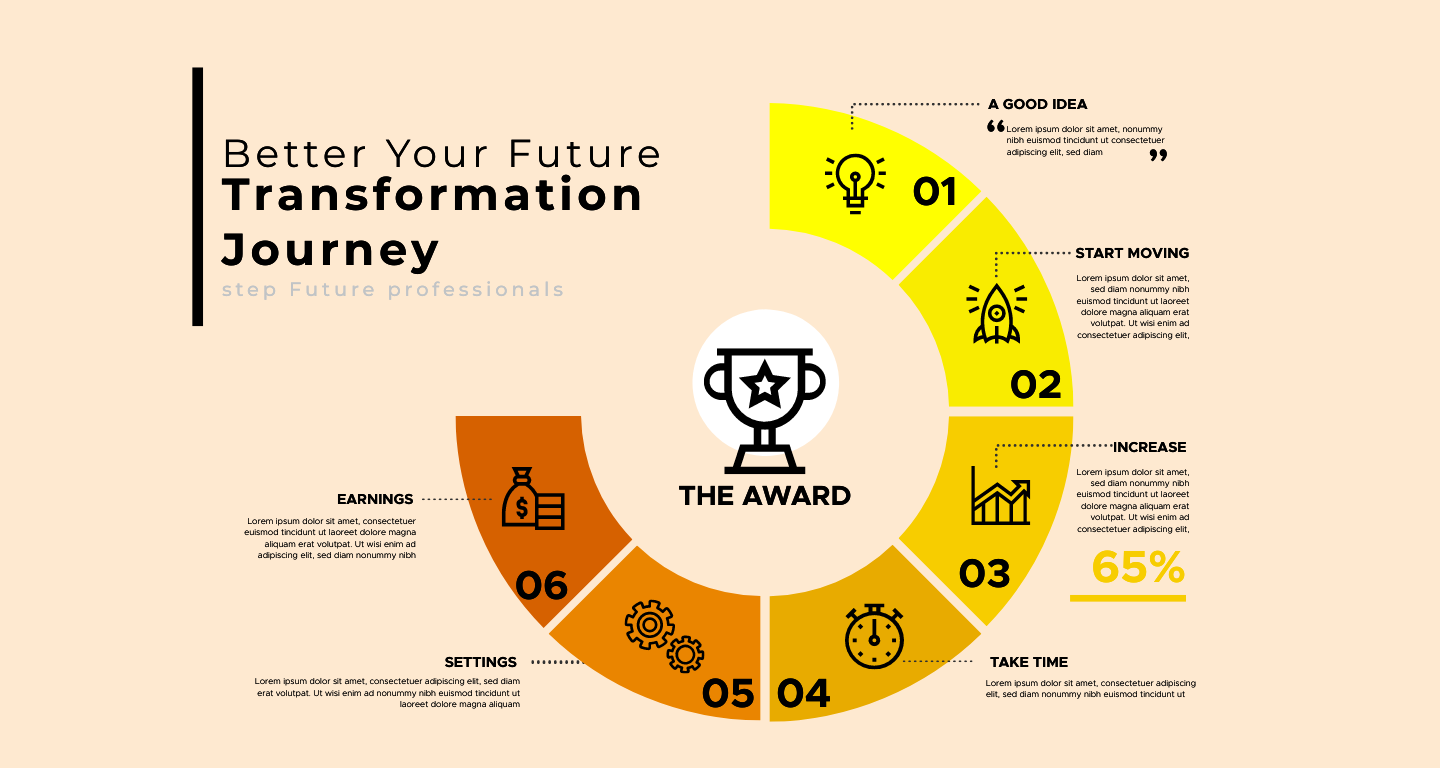 Better Your Future
Transformation
Journey
step Future professionals
A GOOD IDEA
“Lorem ipsum dolor sit amet, nonummy
nibh euismod tincidunt ut consectetuer
adipiscing elit, sed diam ”
01
START MOVING
Lorem ipsum dolor sit amet,
sed diam nonummy nibh
euismod tincidunt ut laoreet
dolore magna aliquam erat
volutpat. Ut wisi enim ad
consectetuer adipiscing elit,
02
INCREASE
Lorem ipsum dolor sit amet,
sed diam nonummy nibh
euismod tincidunt ut laoreet
dolore magna aliquam erat
volutpat. Ut wisi enim ad
consectetuer adipiscing elit,
65%
03
TAKE TIME
Lorem ipsum dolor sit amet, consectetuer adipiscing
elit, sed diam nonummy nibh euismod tincidunt ut
04
SETTINGS
Lorem ipsum dolor sit amet, consectetuer adipiscing elit, sed diam
erat volutpat. Ut wisi enim ad nonummy nibh euismod tincidunt ut
laoreet dolore magna aliquam
05
EARNINGS
Lorem ipsum dolor sit amet, consectetuer
euismod tincidunt ut laoreet dolore magna
aliquam erat volutpat. Ut wisi enim ad
adipiscing elit, sed diam nonummy nibh
06
$
THE AWARD